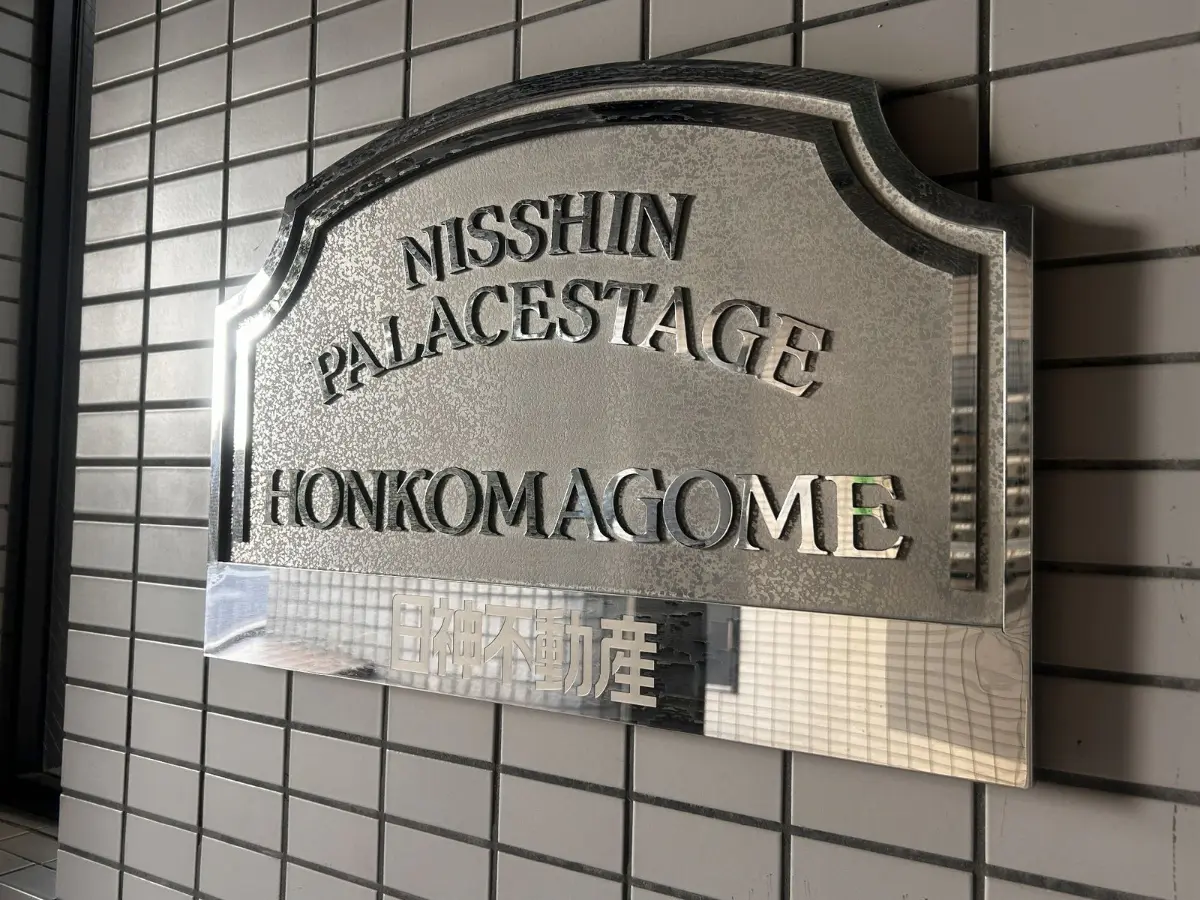 NISSHIN
PALACESTAGE
HONKOMAGOME
日神不動産